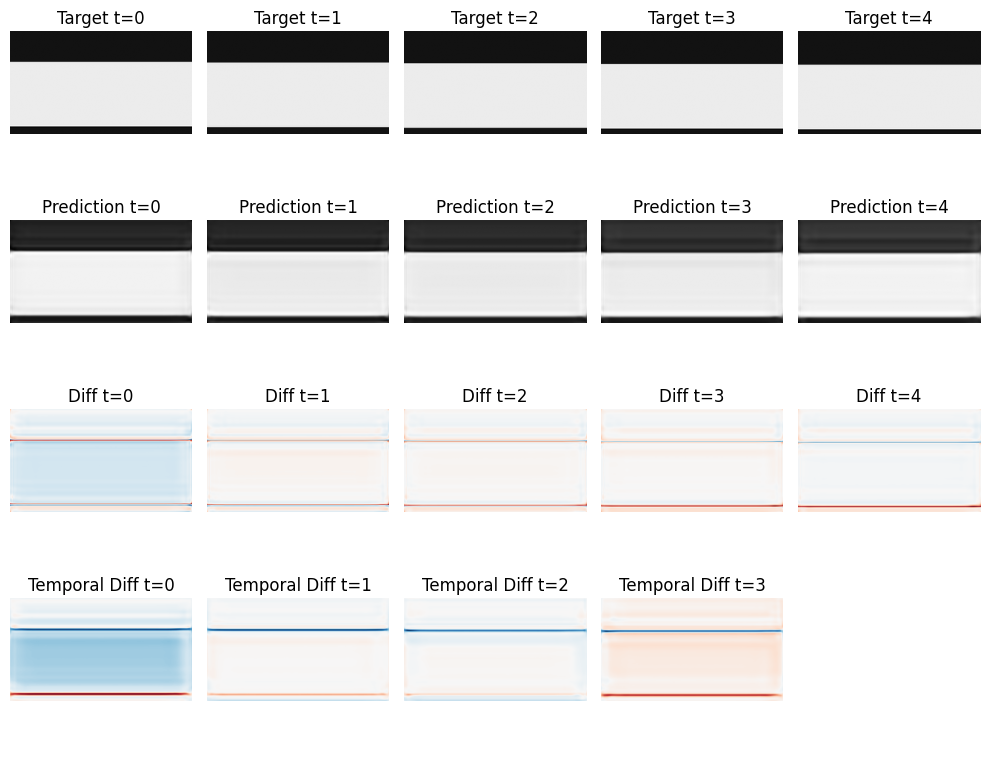 Target t=0 Target t=1 Target t=2 Target t=3 Target t=4
Prediction t=0 Prediction t=1 Prediction t=2 Prediction t=3 Prediction t=4
Diff t=0 Diff t=1 Diff t=2 Diff t=3 Diff t=4
Temporal Diff t=0 Temporal Diff t=1 Temporal Diff t=2 Temporal Diff t=3